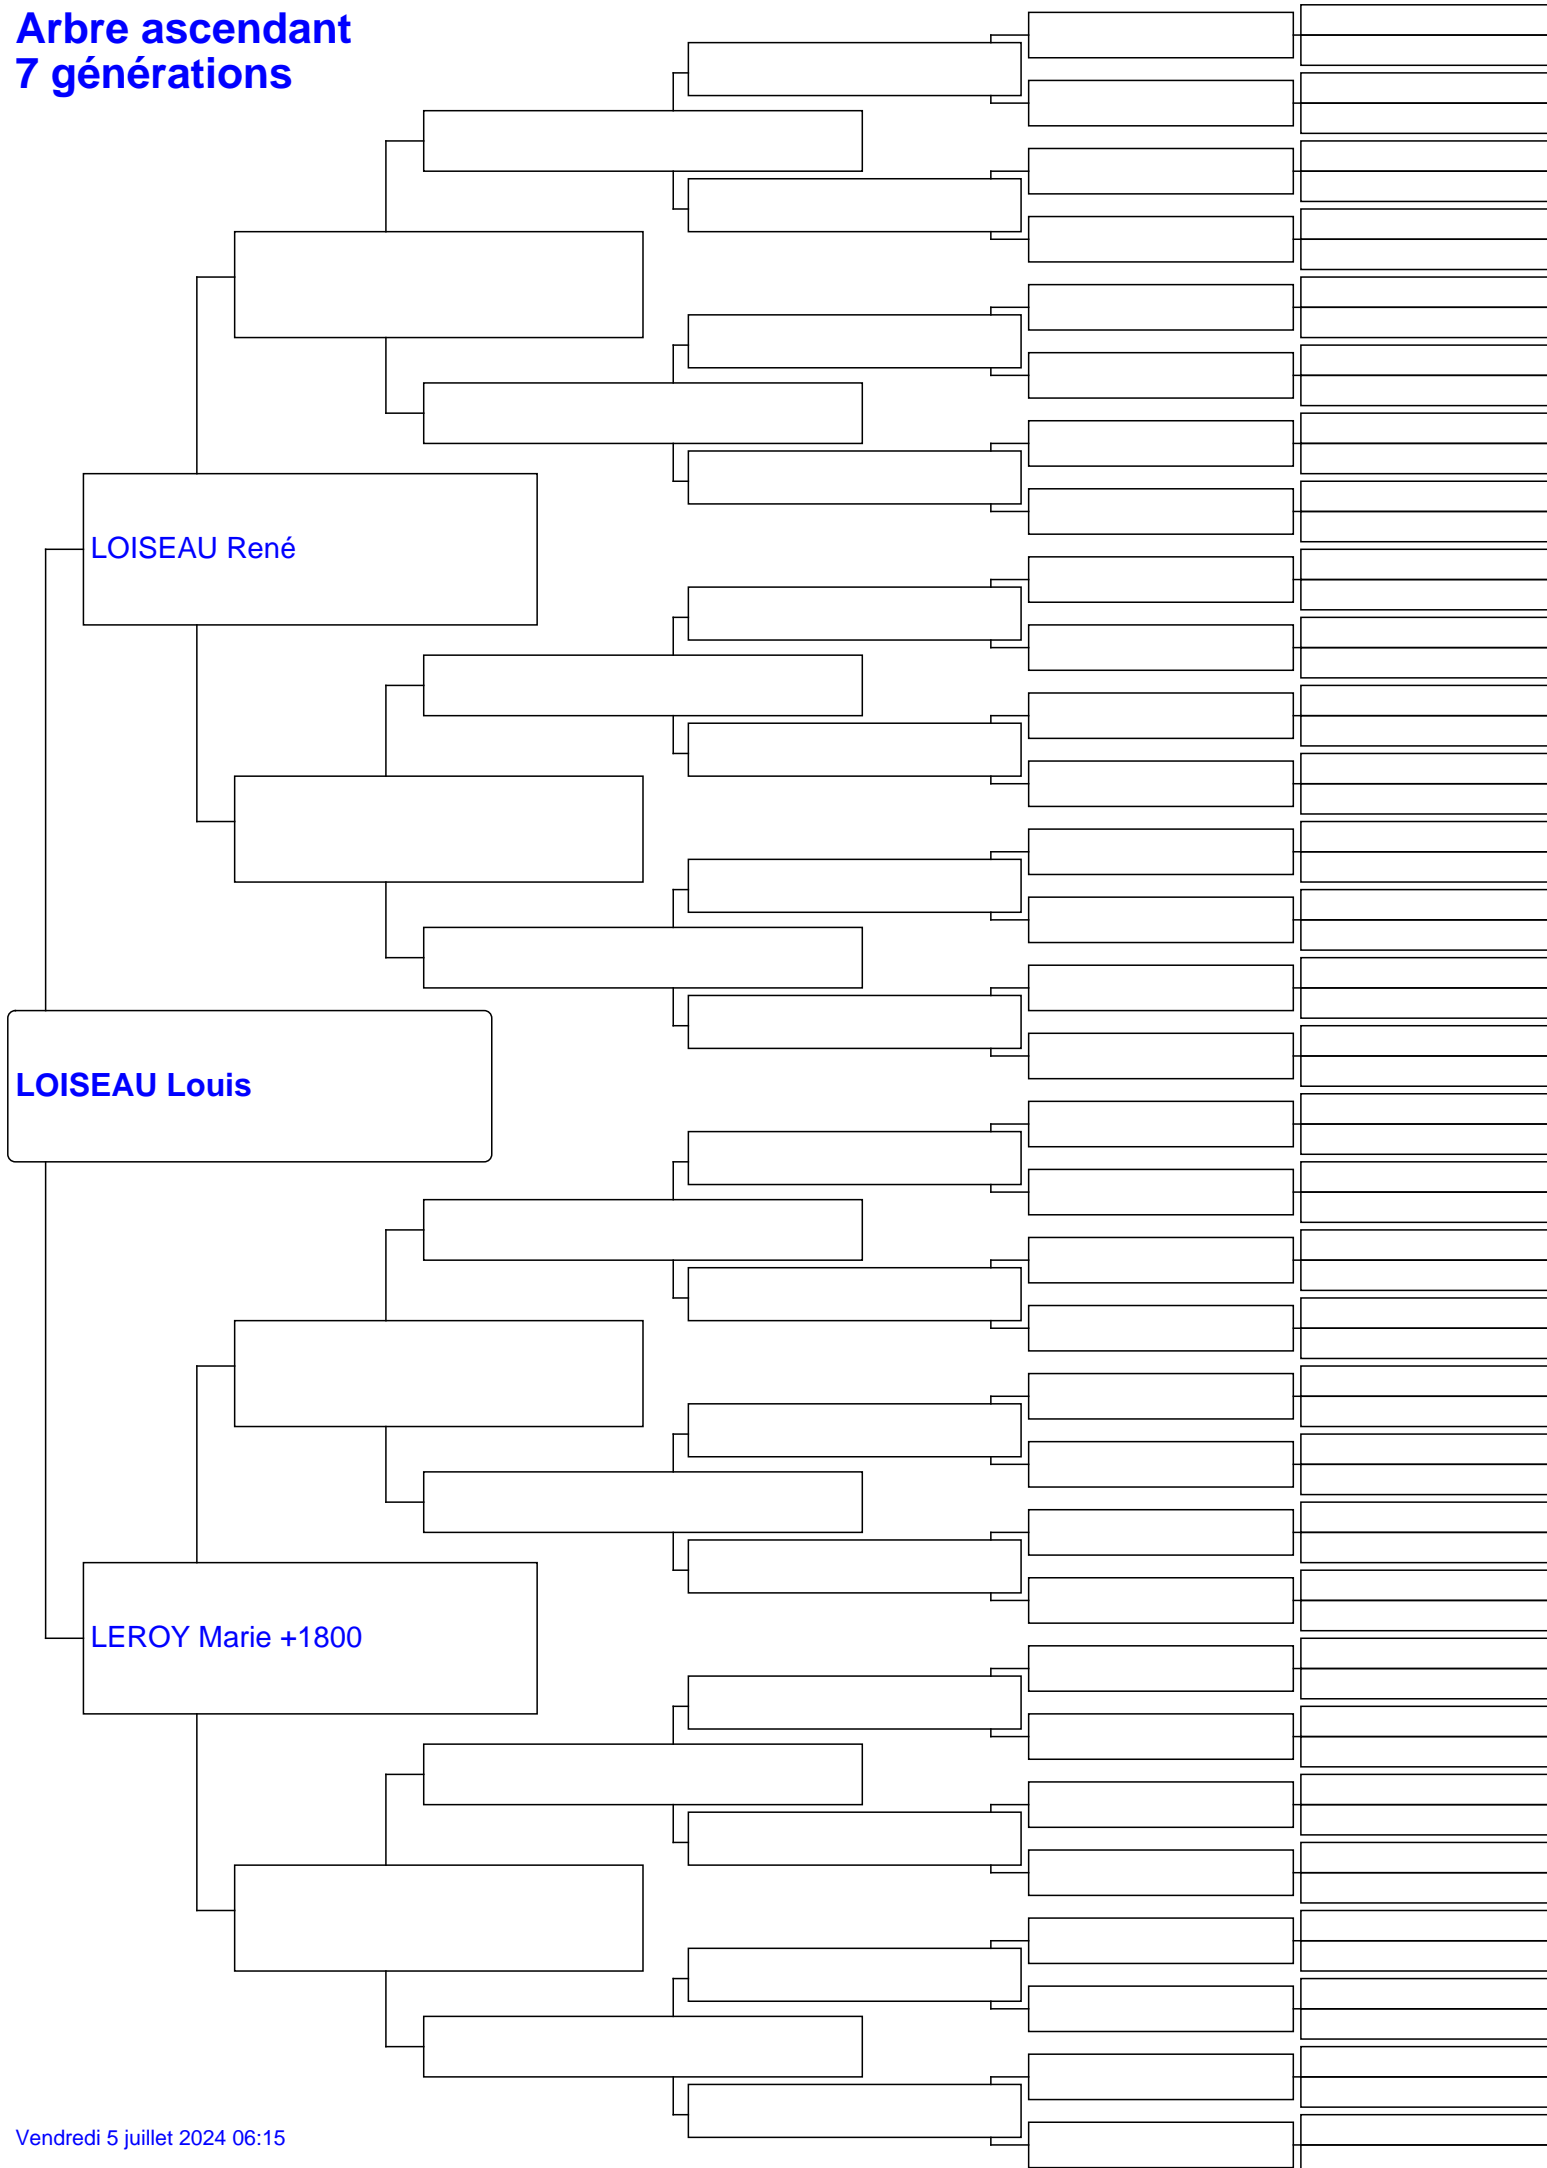 Arbre ascendant
7 générations
LOISEAU René
LOISEAU Louis
LEROY Marie +1800
Vendredi 5 juillet 2024 06:15